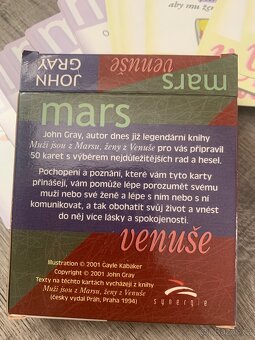 aby mu že
JOHN
GRAY
venuše
mars
mars
John Gray, autor dnes již legendární knihy
Muži jsou z Marsu, ženy z Venuše pro vás připravil
50 karet s výběrem nejdůležitějších rad a hesel.
Pochopení a poznání, které vám tyto karty
přinášejí, vám pomůže lépe porozumět svému
muži nebo své ženě a lépe s ním nebo s ní
komunikovat, a tak obohatit svůj život a vnést
do něj více lásky a spokojenosti.
venuše
Illustration © 2001 Gayle Kabaker
Copyright © 2001 John Gray
Texty na těchto kartách vycházejí z knihy
Muži jsou z Marsu, ženy z Venuše
(česky vydal Práh, Praha 1994)
synergie